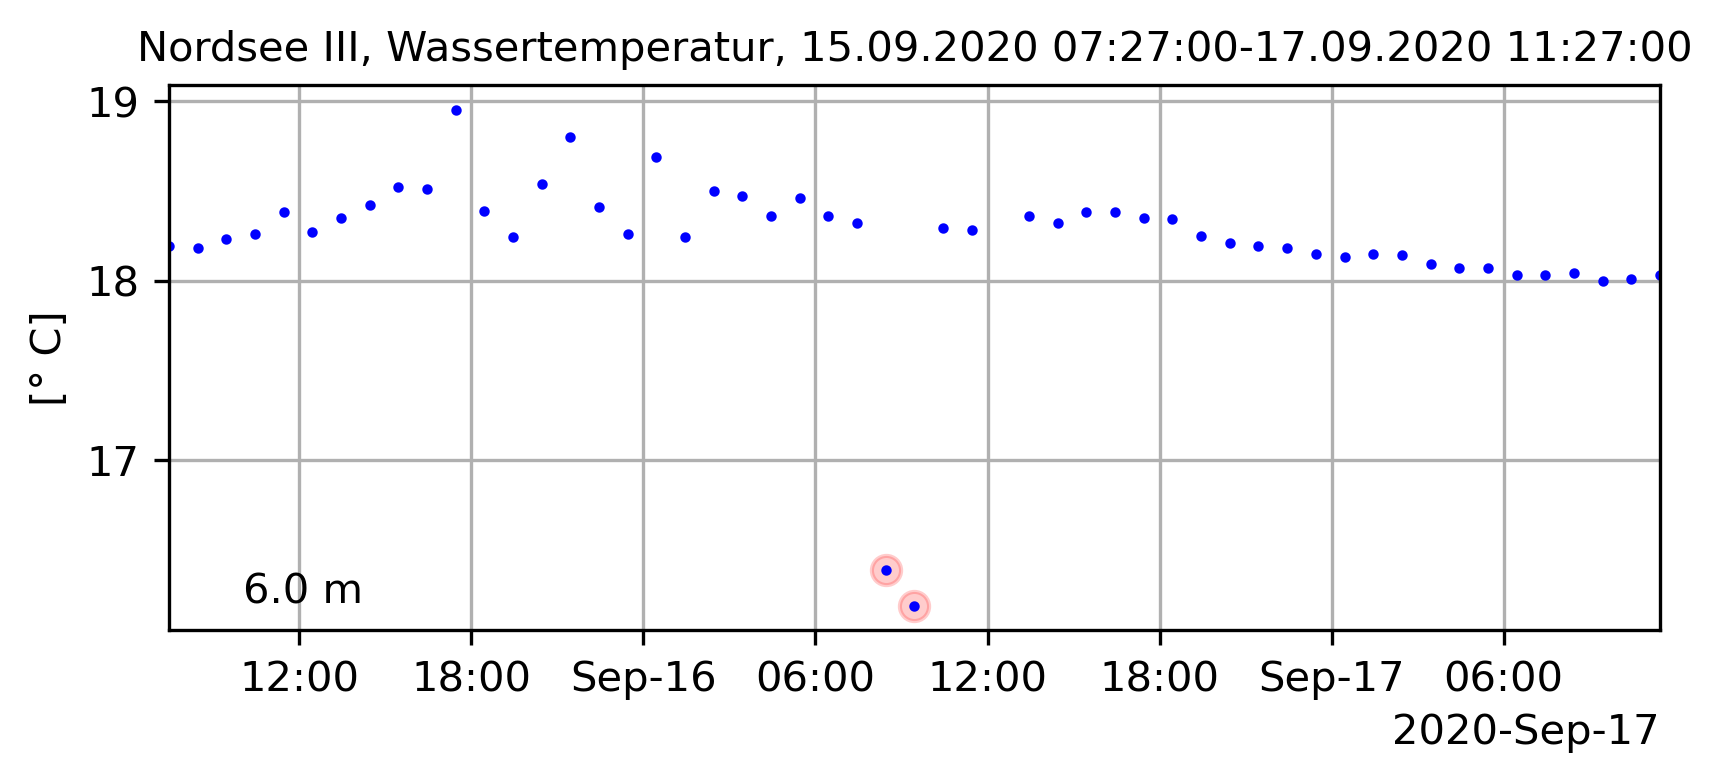 Nordsee III, Wassertemperatur, 15.09.2020 07:27:00-17.09.2020 11:27:00
19
18
17
[° C]
6.0 m
12:00 18:00 Sep-16 06:00 12:00 18:00 Sep-17 06:00
2020-Sep-17